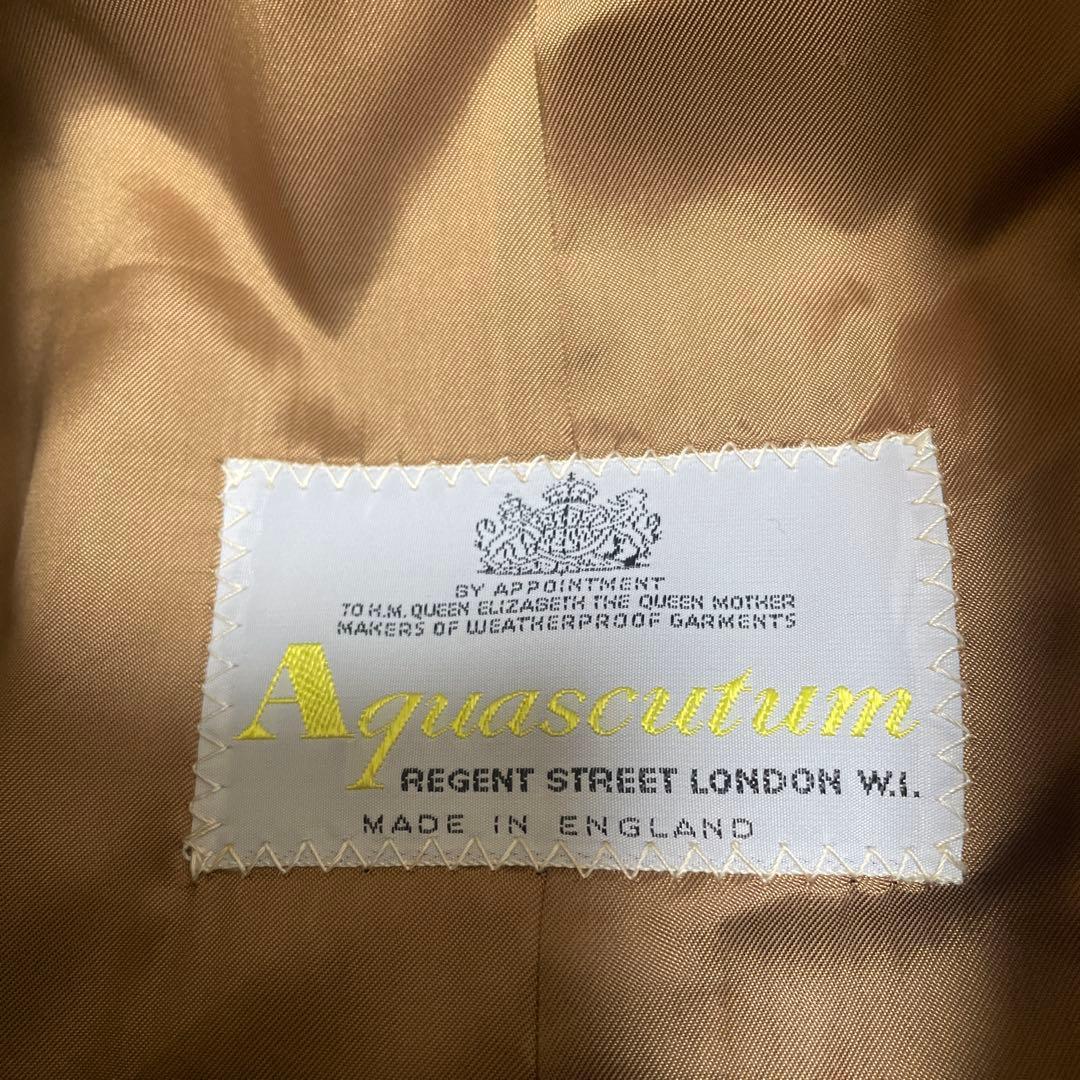 BY APPOINTMENT
TO H.M. QUEEN ELIZABETH THE QUEEN MOTHER
MAKERS OF WEATHERPROOF GARMENTS
Aquascutum
REGENT STREET LONDON W.I.
MADE IN ENGLAND